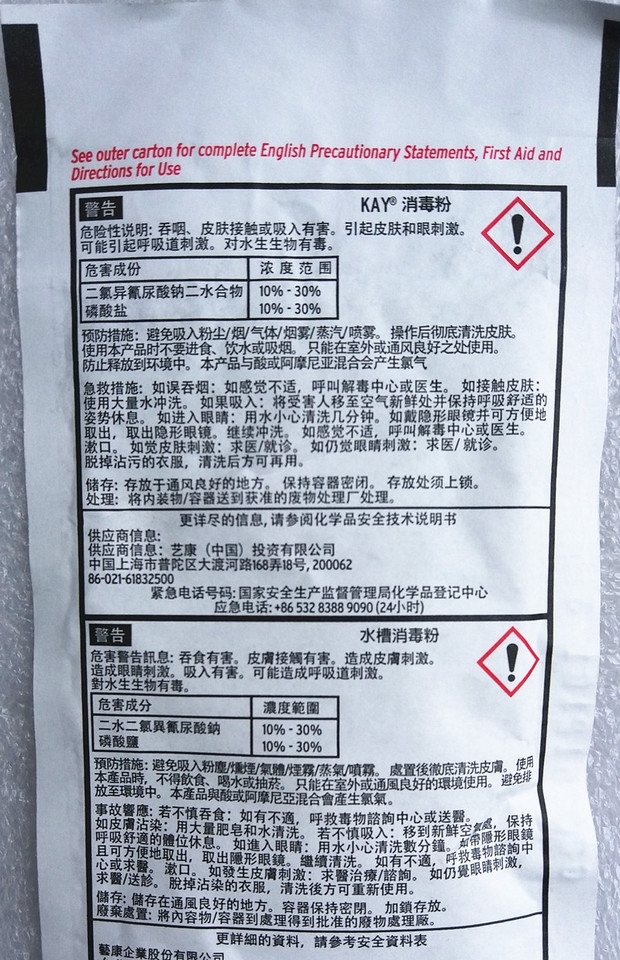 See outer carton for complete English Precautionary Statements, First Aid and
Directions for Use
警告
KAY® 消毒粉
危险性说明: 吞咽、皮肤接触或吸入有害。引起皮肤和眼刺激。
可能引起呼吸道刺激。对水生生物有毒。
危害成份 浓度范围
二氯异氰尿酸钠二水合物 10% - 30%
磷酸盐 10% - 30%
预防措施: 避免吸入粉尘/烟/气体/烟雾/蒸汽/喷雾。操作后彻底清洗皮肤。
使用本产品时不要进食、饮水或吸烟。只能在室外或通风良好之处使用。
防止释放到环境中。本产品与酸或阿摩尼亚混合会产生氯气
急救措施: 如误吞烟: 如感觉不适, 呼叫解毒中心或医生。如接触皮肤:
使用大量水冲洗。如果吸入: 将受害人移至空气新鲜处并保持呼吸舒适的
姿势休息。如进入眼睛: 用水小心清洗几分钟。如戴隐形眼镜并可方便地
取出, 取出隐形眼镜。继续冲洗。如感觉不适, 呼叫解毒中心或医生。
漱口。如觉皮肤刺激: 求医/就诊。如仍觉眼睛刺激: 求医/就诊。
脱掉沾污的衣服, 清洗后方可再用。
储存: 存放于通风良好的地方。保持容器密闭。存放处须上锁。
处理: 将内装物/容器送到获准的废物处理厂处理。
更详尽的信息, 请参阅化学品安全技术说明书
供应商信息:
供应商信息: 艺康（中国）投资有限公司
中国上海市普陀区大渡河路168弄18号, 200062
86-021-61832500
紧急电话号码: 国家安全生产监督管理局化学品登记中心
应急电话: +86 532 8388 9090 (24小时)
警告
水槽消毒粉
危害警告訊息: 吞食有害。皮膚接觸有害。造成皮膚刺激。
造成眼睛刺激。吸入有害。可能造成呼吸道刺激。
對水生生物有毒。
危害成分 濃度範圍
二水二氯異氰尿酸鈉 10% - 30%
磷酸鹽 10% - 30%
預防措施: 避免吸入粉塵/燻煙/氣體/煙霧/蒸氣/噴霧。處置後徹底清洗皮膚。使用
本產品時, 不得飲食、喝水或抽菸。只能在室外或通風良好的環境使用。避免排
放至環境中。本產品與酸或阿摩尼亞混合會產生氯氣。
事故響應: 若不慎吞食: 如有不適, 呼救毒物諮詢中心或送醫。
如皮膚沾染: 用大量肥皂和水清洗。若不慎吸入: 移到新鮮空氣處, 保持
呼吸舒適的體位休息。如進入眼睛: 用水小心清洗數分鐘。如帶隱形眼鏡
且可方便地取出, 取出隱形眼鏡。繼續清洗。如有不適, 呼救毒物諮詢中
心或求醫。漱口。如發生皮膚刺激: 求醫治療/諮詢。如仍覺眼睛刺激,
求醫/送診。脫掉沾染的衣服, 清洗後方可重新使用。
儲存: 儲存在通風良好的地方。容器保持密閉。加鎖存放。
廢棄處置: 將內容物/容器到處理得到批准的廢物處理廠。
更詳細的資料, 請參考安全資料表
藝康企業股份有限公司